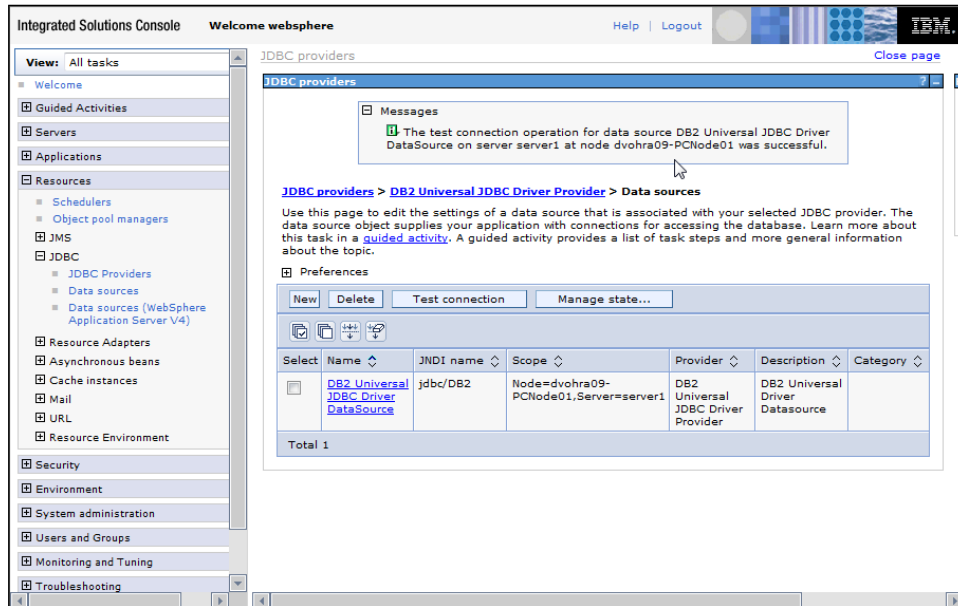 Integrated Solutions Console Welcome websphere Help | Logout IBM.
View: All tasks
Welcome
Guided Activities
Servers
Applications
Resources
Schedulers
Object pool managers
JMS
JDBC
JDBC Providers
Data sources
Data sources (WebSphere
Application Server V4)
Resource Adapters
Asynchronous beans
Cache instances
Mail
URL
Resource Environment
Security
Environment
System administration
Users and Groups
Monitoring and Tuning
Troubleshooting
JDBC providers Close page
JDBC providers ? _
Messages
The test connection operation for data source DB2 Universal JDBC Driver
DataSource on server server1 at node dvohra09-PCNode01 was successful.
JDBC providers > DB2 Universal JDBC Driver Provider > Data sources
Use this page to edit the settings of a data source that is associated with your selected JDBC provider. The
data source object supplies your application with connections for accessing the database. Learn more about
this task in a guided activity. A guided activity provides a list of task steps and more general information
about the topic.
Preferences
New Delete Test connection Manage state...
Select Name JNDI name Scope Provider Description Category
DB2 Universal jdbc/DB2 Node=dvohra09- DB2 DB2 Universal
JDBC Driver PCNode01,Server=server1 Universal Driver
DataSource JDBC Driver Datasource
Provider
Total 1